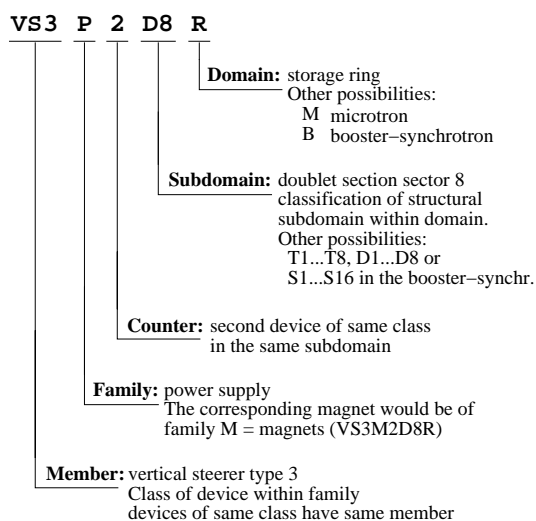 VS3 P 2 D8 R
Domain: storage ring
Other possibilities:
M microtron
B booster−synchrotron
Subdomain: doublet section sector 8
classification of structural
subdomain within domain.
Other possibilities:
T1...T8, D1...D8 or
S1...S16 in the booster−synchr.
Counter: second device of same class
in the same subdomain
Family: power supply
The corresponding magnet would be of
family M = magnets (VS3M2D8R)
Member: vertical steerer type 3
Class of device within family
devices of same class have same member